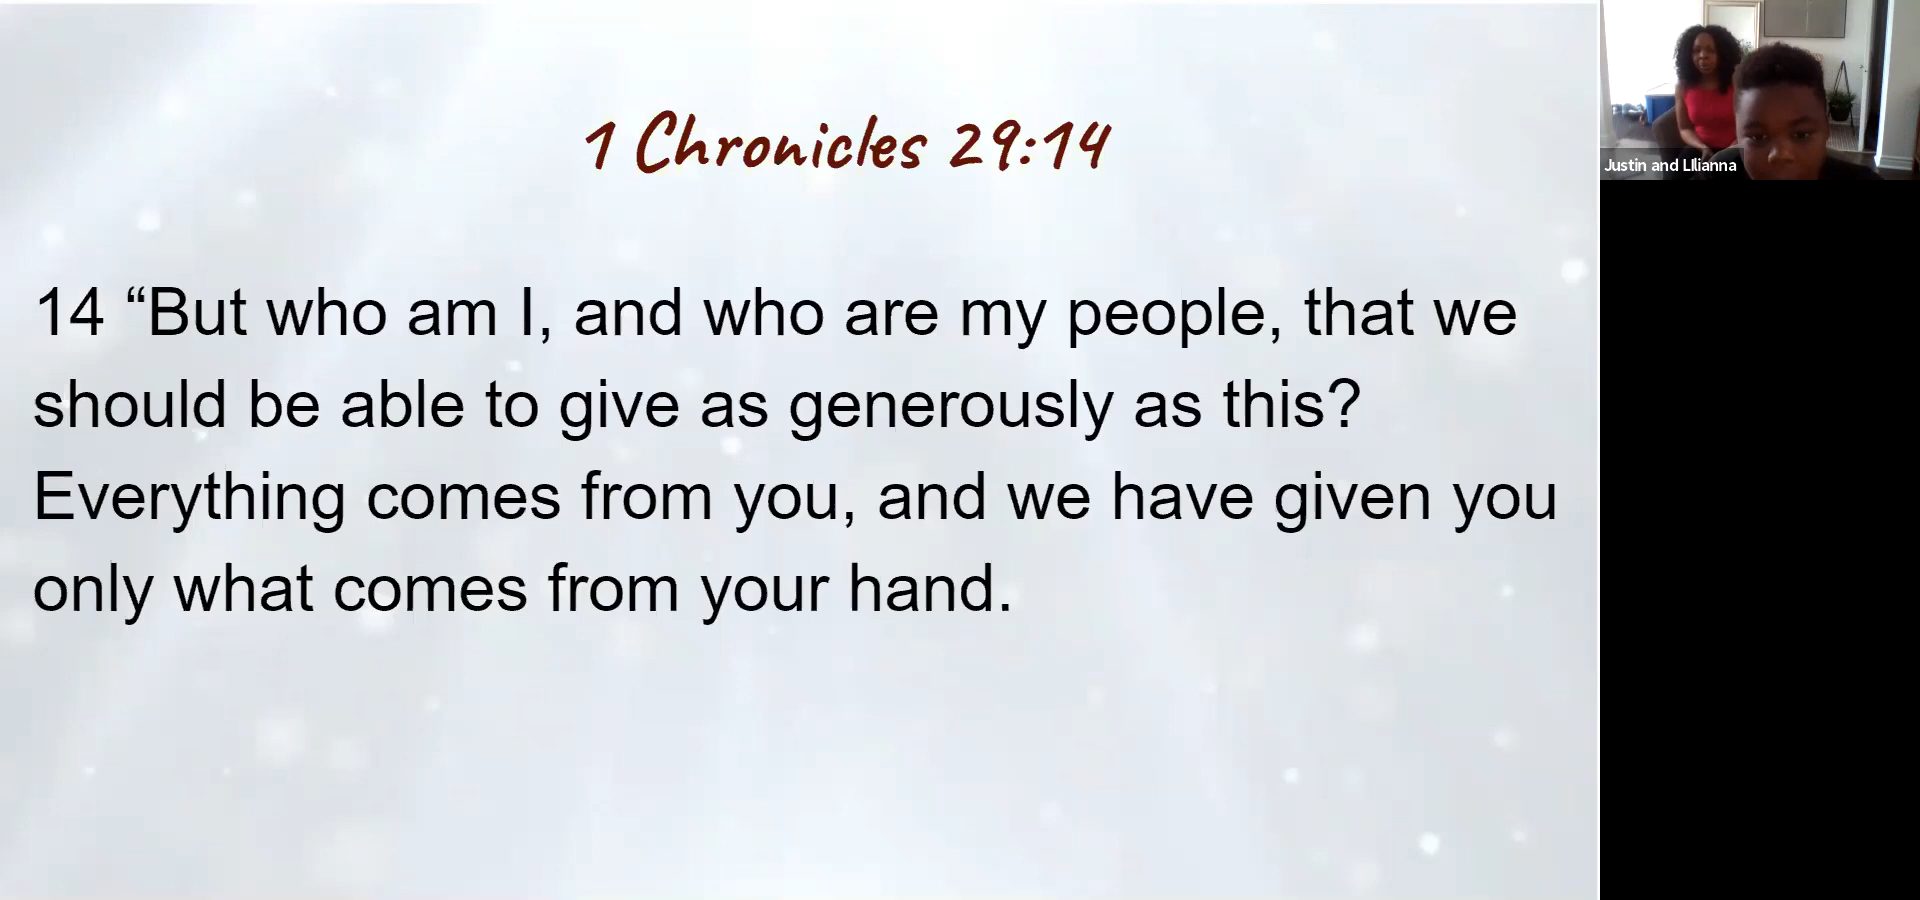 1 Chronicles 29:14
14 “But who am I, and who are my people, that we
should be able to give as generously as this?
Everything comes from you, and we have given you
only what comes from your hand.
Justin and LIlianna